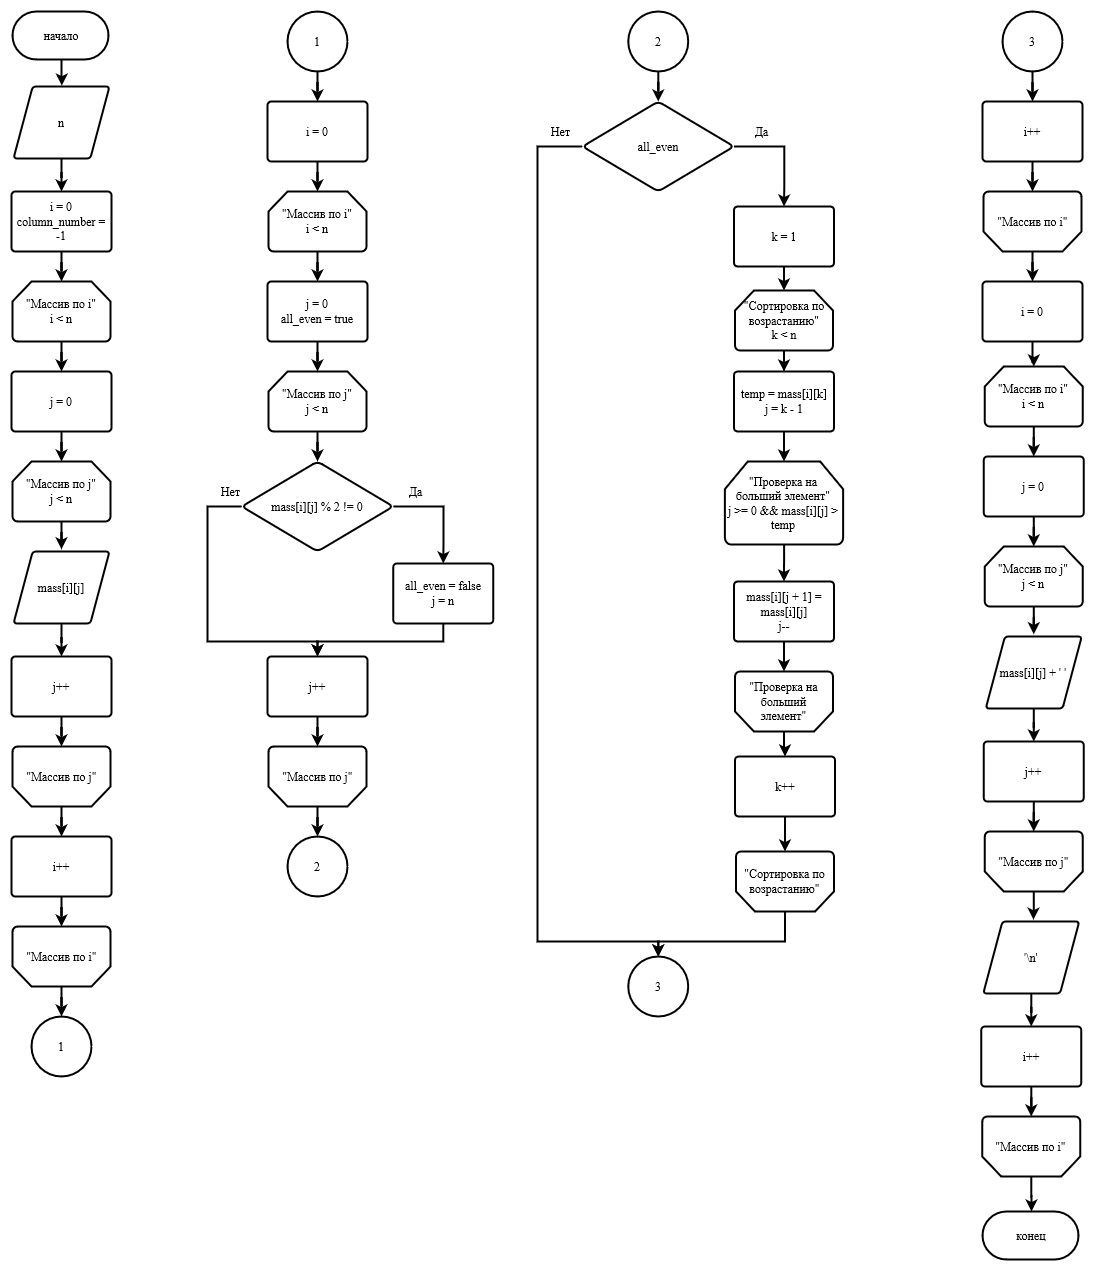 начало
n
i = 0
column_number =
-1
"Массив по i"
i < n
j = 0
"Массив по j"
j < n
mass[i][j]
j++
"Массив по j"
i++
"Массив по i"
1
1
i = 0
"Массив по i"
i < n
j = 0
all_even = true
"Массив по j"
j < n
Нет
mass[i][j] % 2 != 0
Да
all_even = false
j = n
j++
"Массив по j"
2
2
Нет
all_even
Да
k = 1
"Сортировка по
возрастанию"
k < n
temp = mass[i][k]
j = k - 1
"Проверка на
больший элемент"
j >= 0 && mass[i][j] >
temp
mass[i][j + 1] =
mass[i][j]
j--
"Проверка на
больший
элемент"
k++
"Сортировка по
возрастанию"
3
3
i++
"Массив по i"
i = 0
"Массив по i"
i < n
j = 0
"Массив по j"
j < n
mass[i][j] + ' '
j++
"Массив по j"
'\n'
i++
"Массив по i"
конец